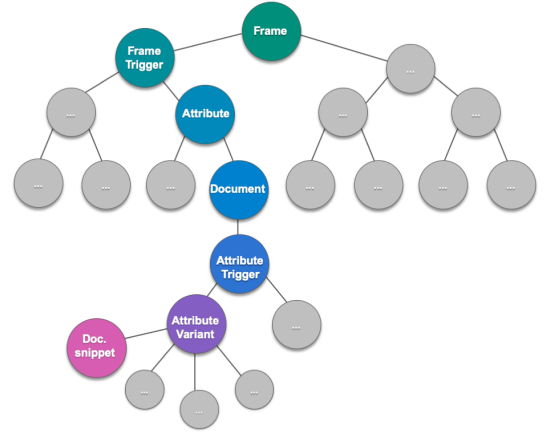 Frame
Frame
Trigger
...
...
Attribute
...
...
...
...
...
Document
...
...
...
...
Attribute
Trigger
Attribute
Variant
...
Doc.
snippet
...
...
...